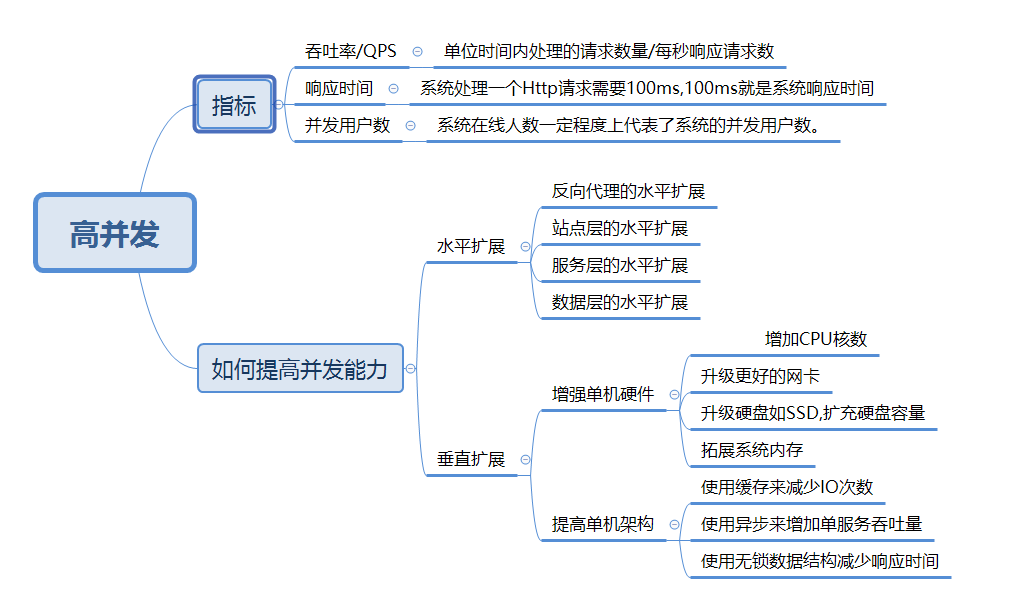 高并发
指标
吞吐率/QPS
单位时间内处理的请求数量/每秒响应请求数
响应时间
系统处理一个Http请求需要100ms,100ms就是系统响应时间
并发用户数
系统在线人数一定程度上代表了系统的并发用户数。
如何提高并发能力
水平扩展
反向代理的水平扩展
站点层的水平扩展
服务层的水平扩展
数据层的水平扩展
垂直扩展
增强单机硬件
增加CPU核数
升级更好的网卡
升级硬盘如SSD,扩充硬盘容量
拓展系统内存
提高单机架构
使用缓存来减少IO次数
使用异步来增加单服务吞吐量
使用无锁数据结构减少响应时间